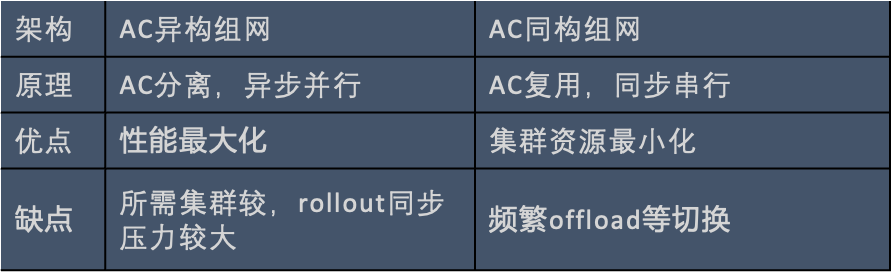 架构 AC异构组网 AC同构组网
原理 AC分离，异步并行 AC复用，同步串行
优点 性能最大化 集群资源最小化
缺点 所需集群较，rollout同步压力较大 频繁offload等切换